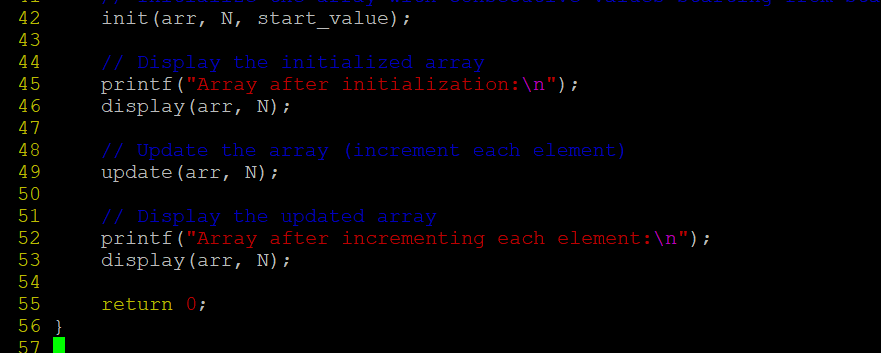 42     init(arr, N, start_value);
43
44     // Display the initialized array
45     printf("Array after initialization:\n");
46     display(arr, N);
47
48     // Update the array (increment each element)
49     update(arr, N);
50
51     // Display the updated array
52     printf("Array after incrementing each element:\n");
53     display(arr, N);
54
55     return 0;
56 }
57